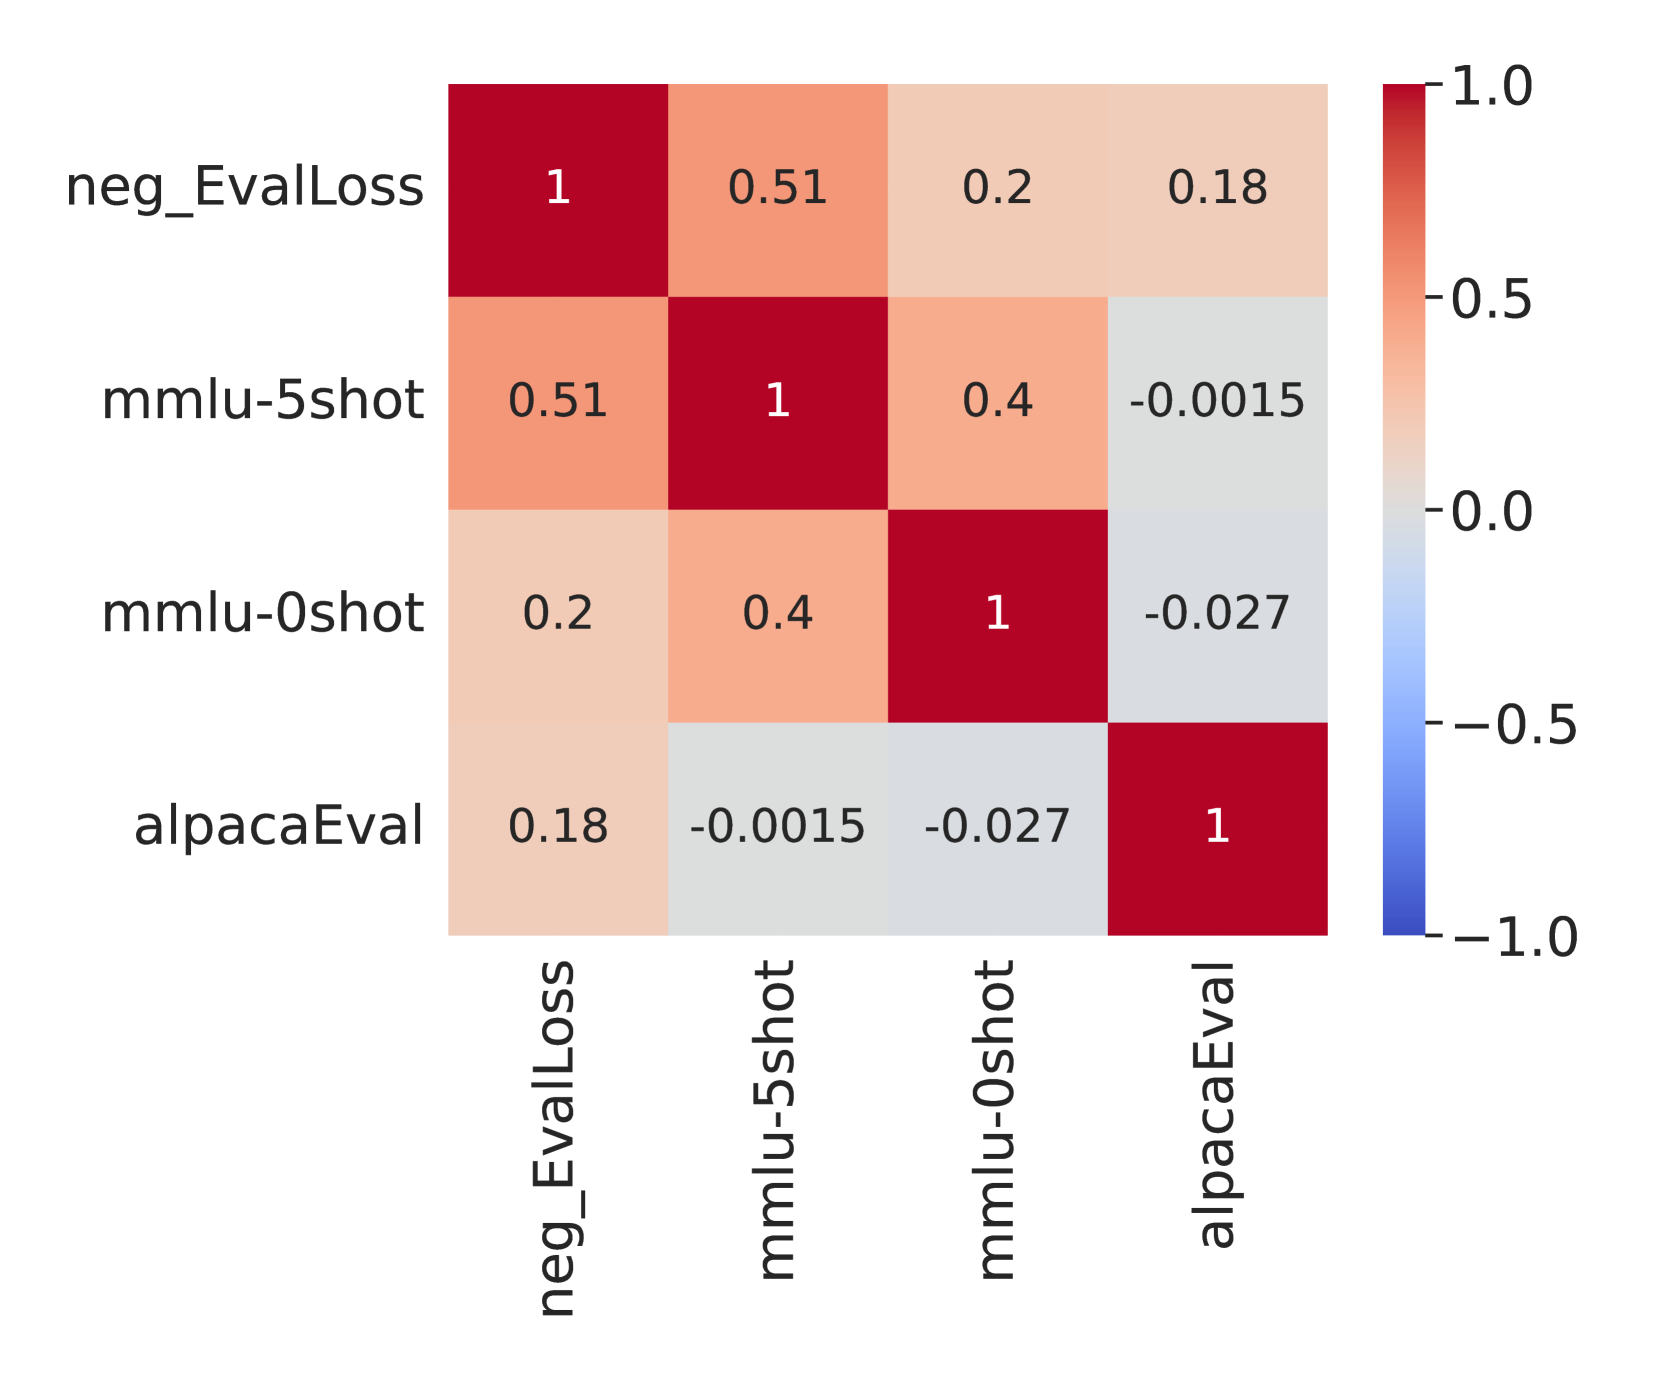 neg_EvalLoss 1 0.51 0.2 0.18
mmlu-5shot 0.51 1 0.4 -0.0015
mmlu-0shot 0.2 0.4 1 -0.027
alpacaEval 0.18 -0.0015 -0.027 1
neg_EvalLoss
mmlu-5shot
mmlu-0shot
alpacaEval
1.0
0.5
0.0
−0.5
−1.0